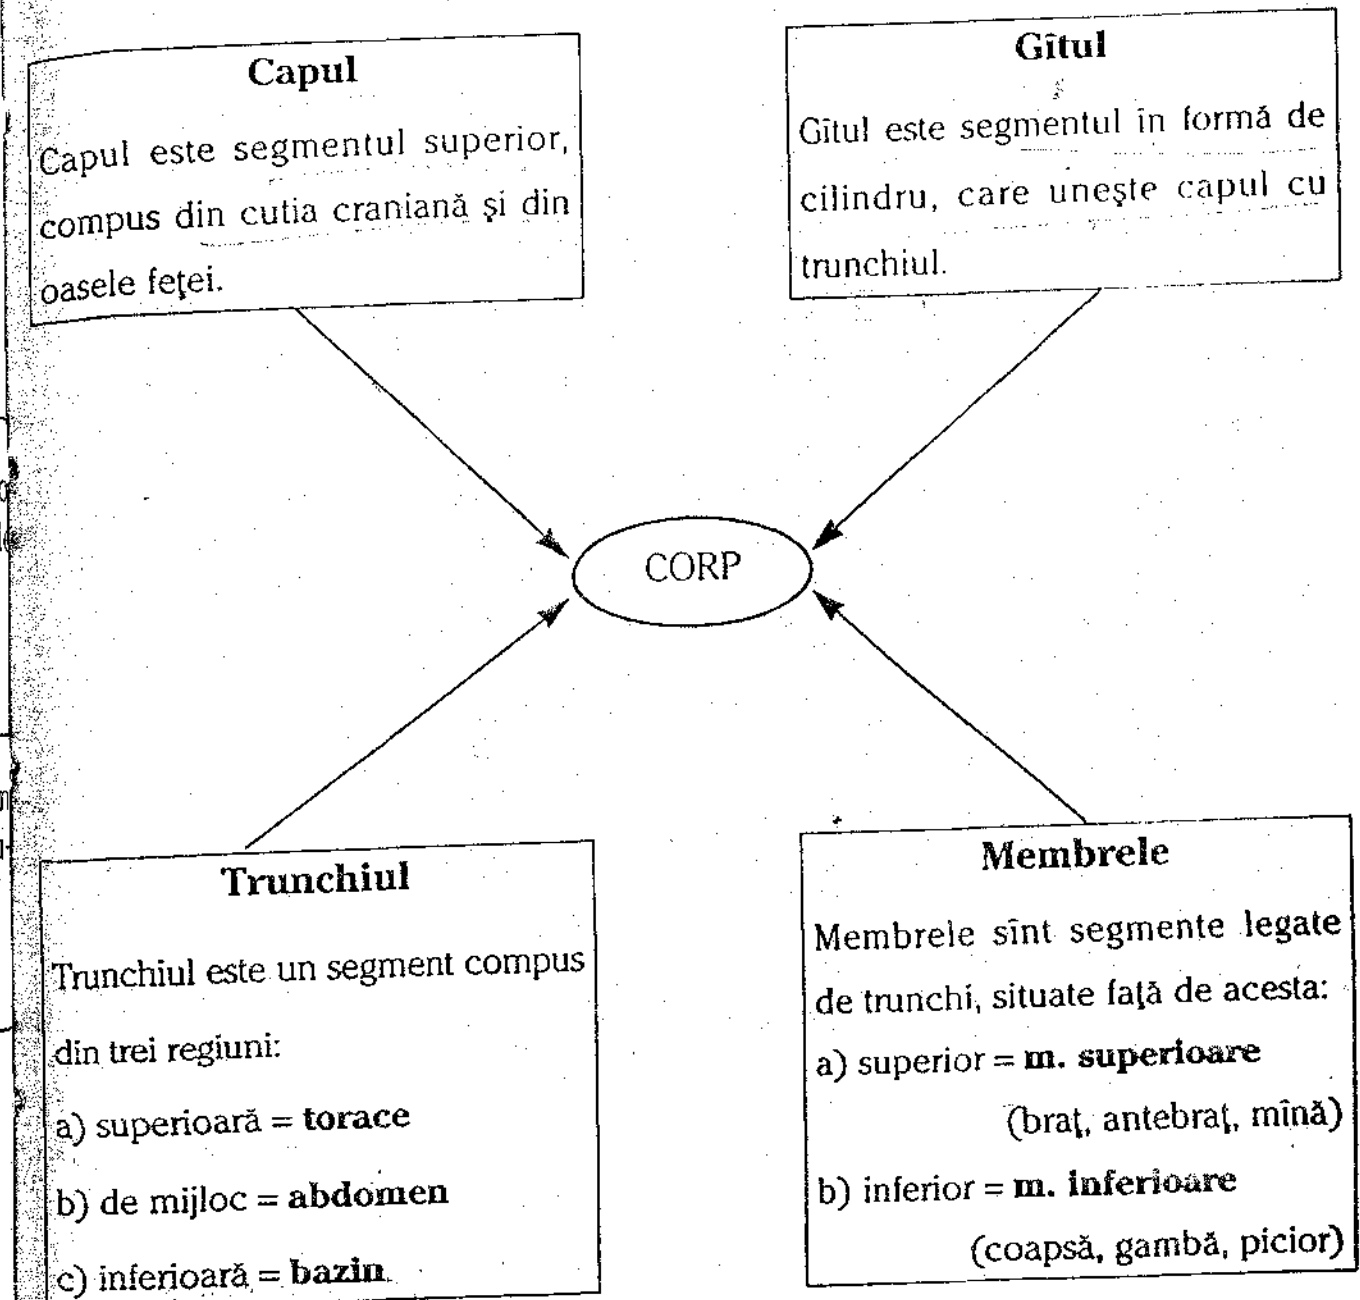 Capul
Capul este segmentul superior,
compus din cutia craniană şi din
oasele feţei.
Gîtul
Gîtul este segmentul în formă de
cilindru, care uneşte capul cu
trunchiul.
CORP
Trunchiul
Trunchiul este un segment compus
din trei regiuni:
a) superioară = torace
b) de mijloc = abdomen
c) inferioară = bazin
Membrele
Membrele sînt segmente legate
de trunchi, situate faţă de acesta:
a) superior = m. superioare
(braţ, antebraţ, mînă)
b) inferior = m. inferioare
(coapsă, gambă, picior)